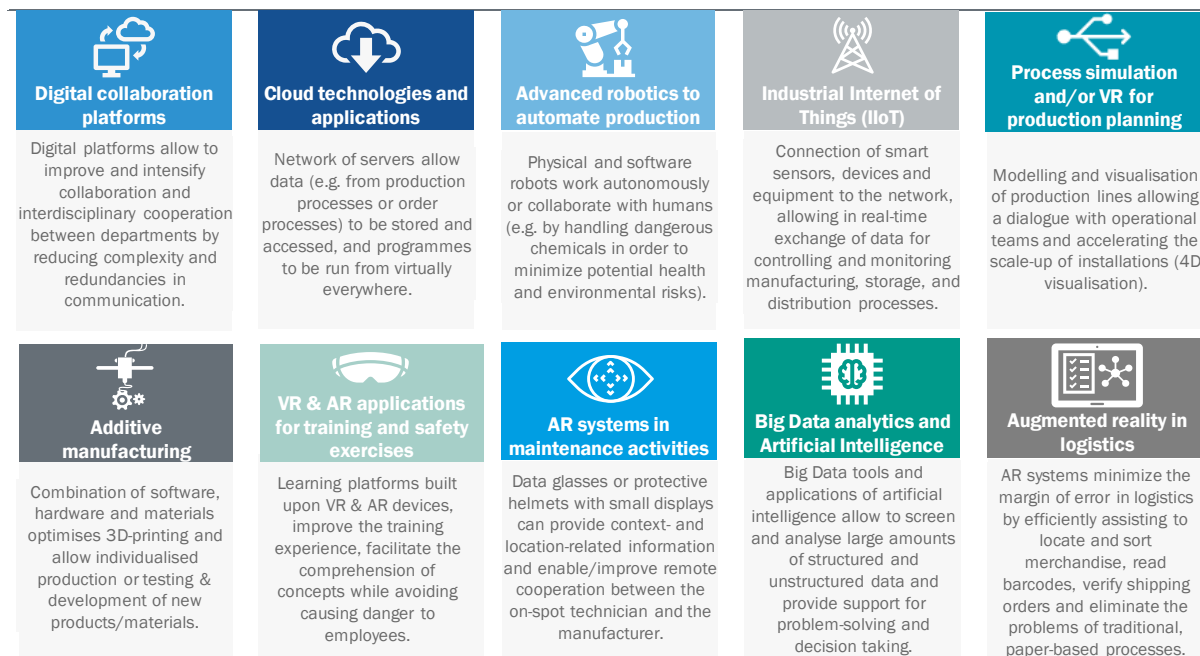 Digital collaboration
platforms
Digital platforms allow to
improve and intensify
collaboration and
interdisciplinary cooperation
between departments by
reducing complexity and
redundancies in
communication.
Cloud technologies and
applications
Network of servers allow
data (e.g. from production
processes or order
processes) to be stored and
accessed, and programmes
to be run from virtually
everywhere.
Advanced robotics to
automate production
Physical and software
robots work autonomously
or collaborate with humans
(e.g. by handling dangerous
chemicals in order to
minimize potential health
and environmental risks).
Industrial Internet of
Things (IIoT)
Connection of smart
sensors, devices and
equipment to the network,
allowing in real-time
exchange of data for
controlling and monitoring
manufacturing, storage, and
distribution processes.
Process simulation
and/or VR for
production planning
Modelling and visualisation
of production lines allowing
a dialogue with operational
teams and accelerating the
scale-up of installations (4D
visualisation).
Additive
manufacturing
Combination of software,
hardware and materials
optimises 3D-printing and
allow individualised
production or testing &
development of new
products/materials.
VR & AR applications
for training and safety
exercises
Learning platforms built
upon VR & AR devices,
improve the training
experience, facilitate the
comprehension of
concepts while avoiding
causing danger to
employees.
AR systems in
maintenance activities
Data glasses or protective
helmets with small displays
can provide context- and
location-related information
and enable/improve remote
cooperation between the
on-spot technician and the
manufacturer.
Big Data analytics and
Artificial Intelligence
Big Data tools and
applications of artificial
intelligence allow to screen
and analyse large amounts
of structured and
unstructured data and
provide support for
problem-solving and
decision taking.
Augmented reality in
logistics
AR systems minimize the
margin of error in logistics
by efficiently assisting to
locate and sort
merchandise, read
barcodes, verify shipping
orders and eliminate the
problems of traditional,
paper-based processes.